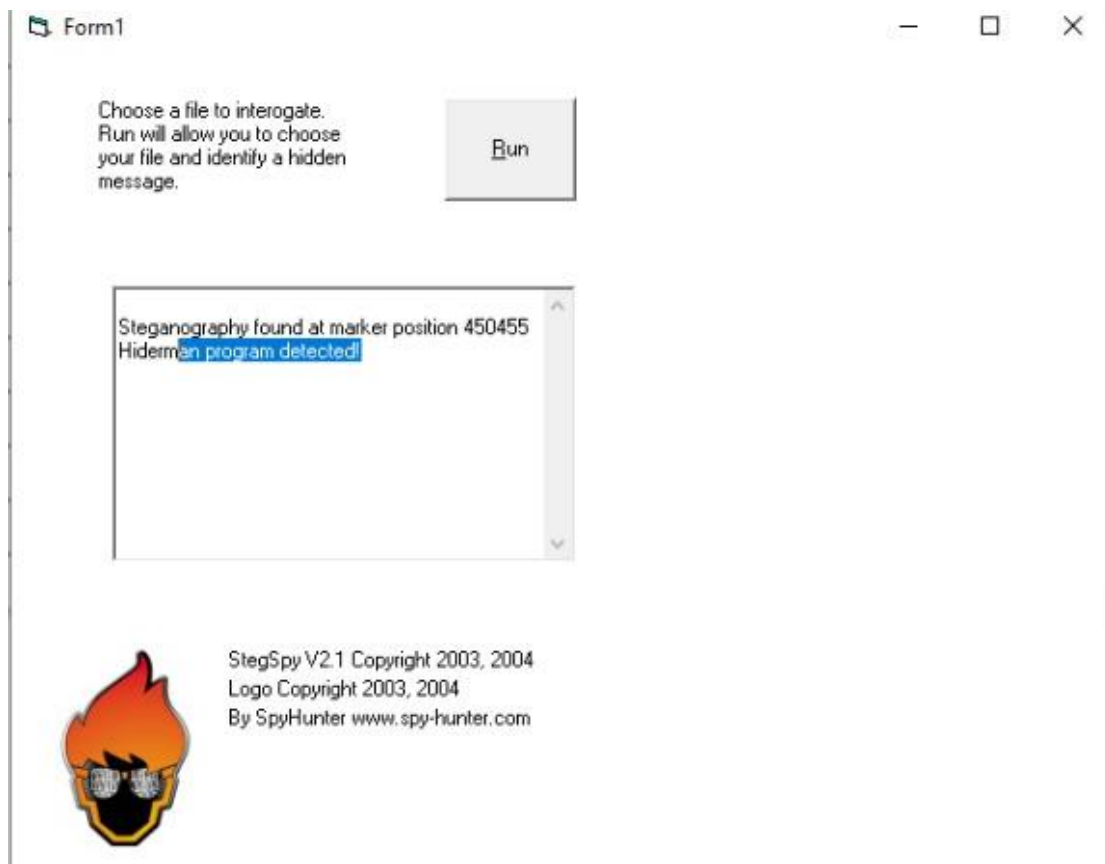 Form1
Choose a file to interogate.
Run will allow you to choose
your file and identify a hidden
message.
Run
Steganography found at marker position 450455
Hiderman program detected!
StegSpy V2.1 Copyright 2003, 2004
Logo Copyright 2003, 2004
By SpyHunter www.spy-hunter.com